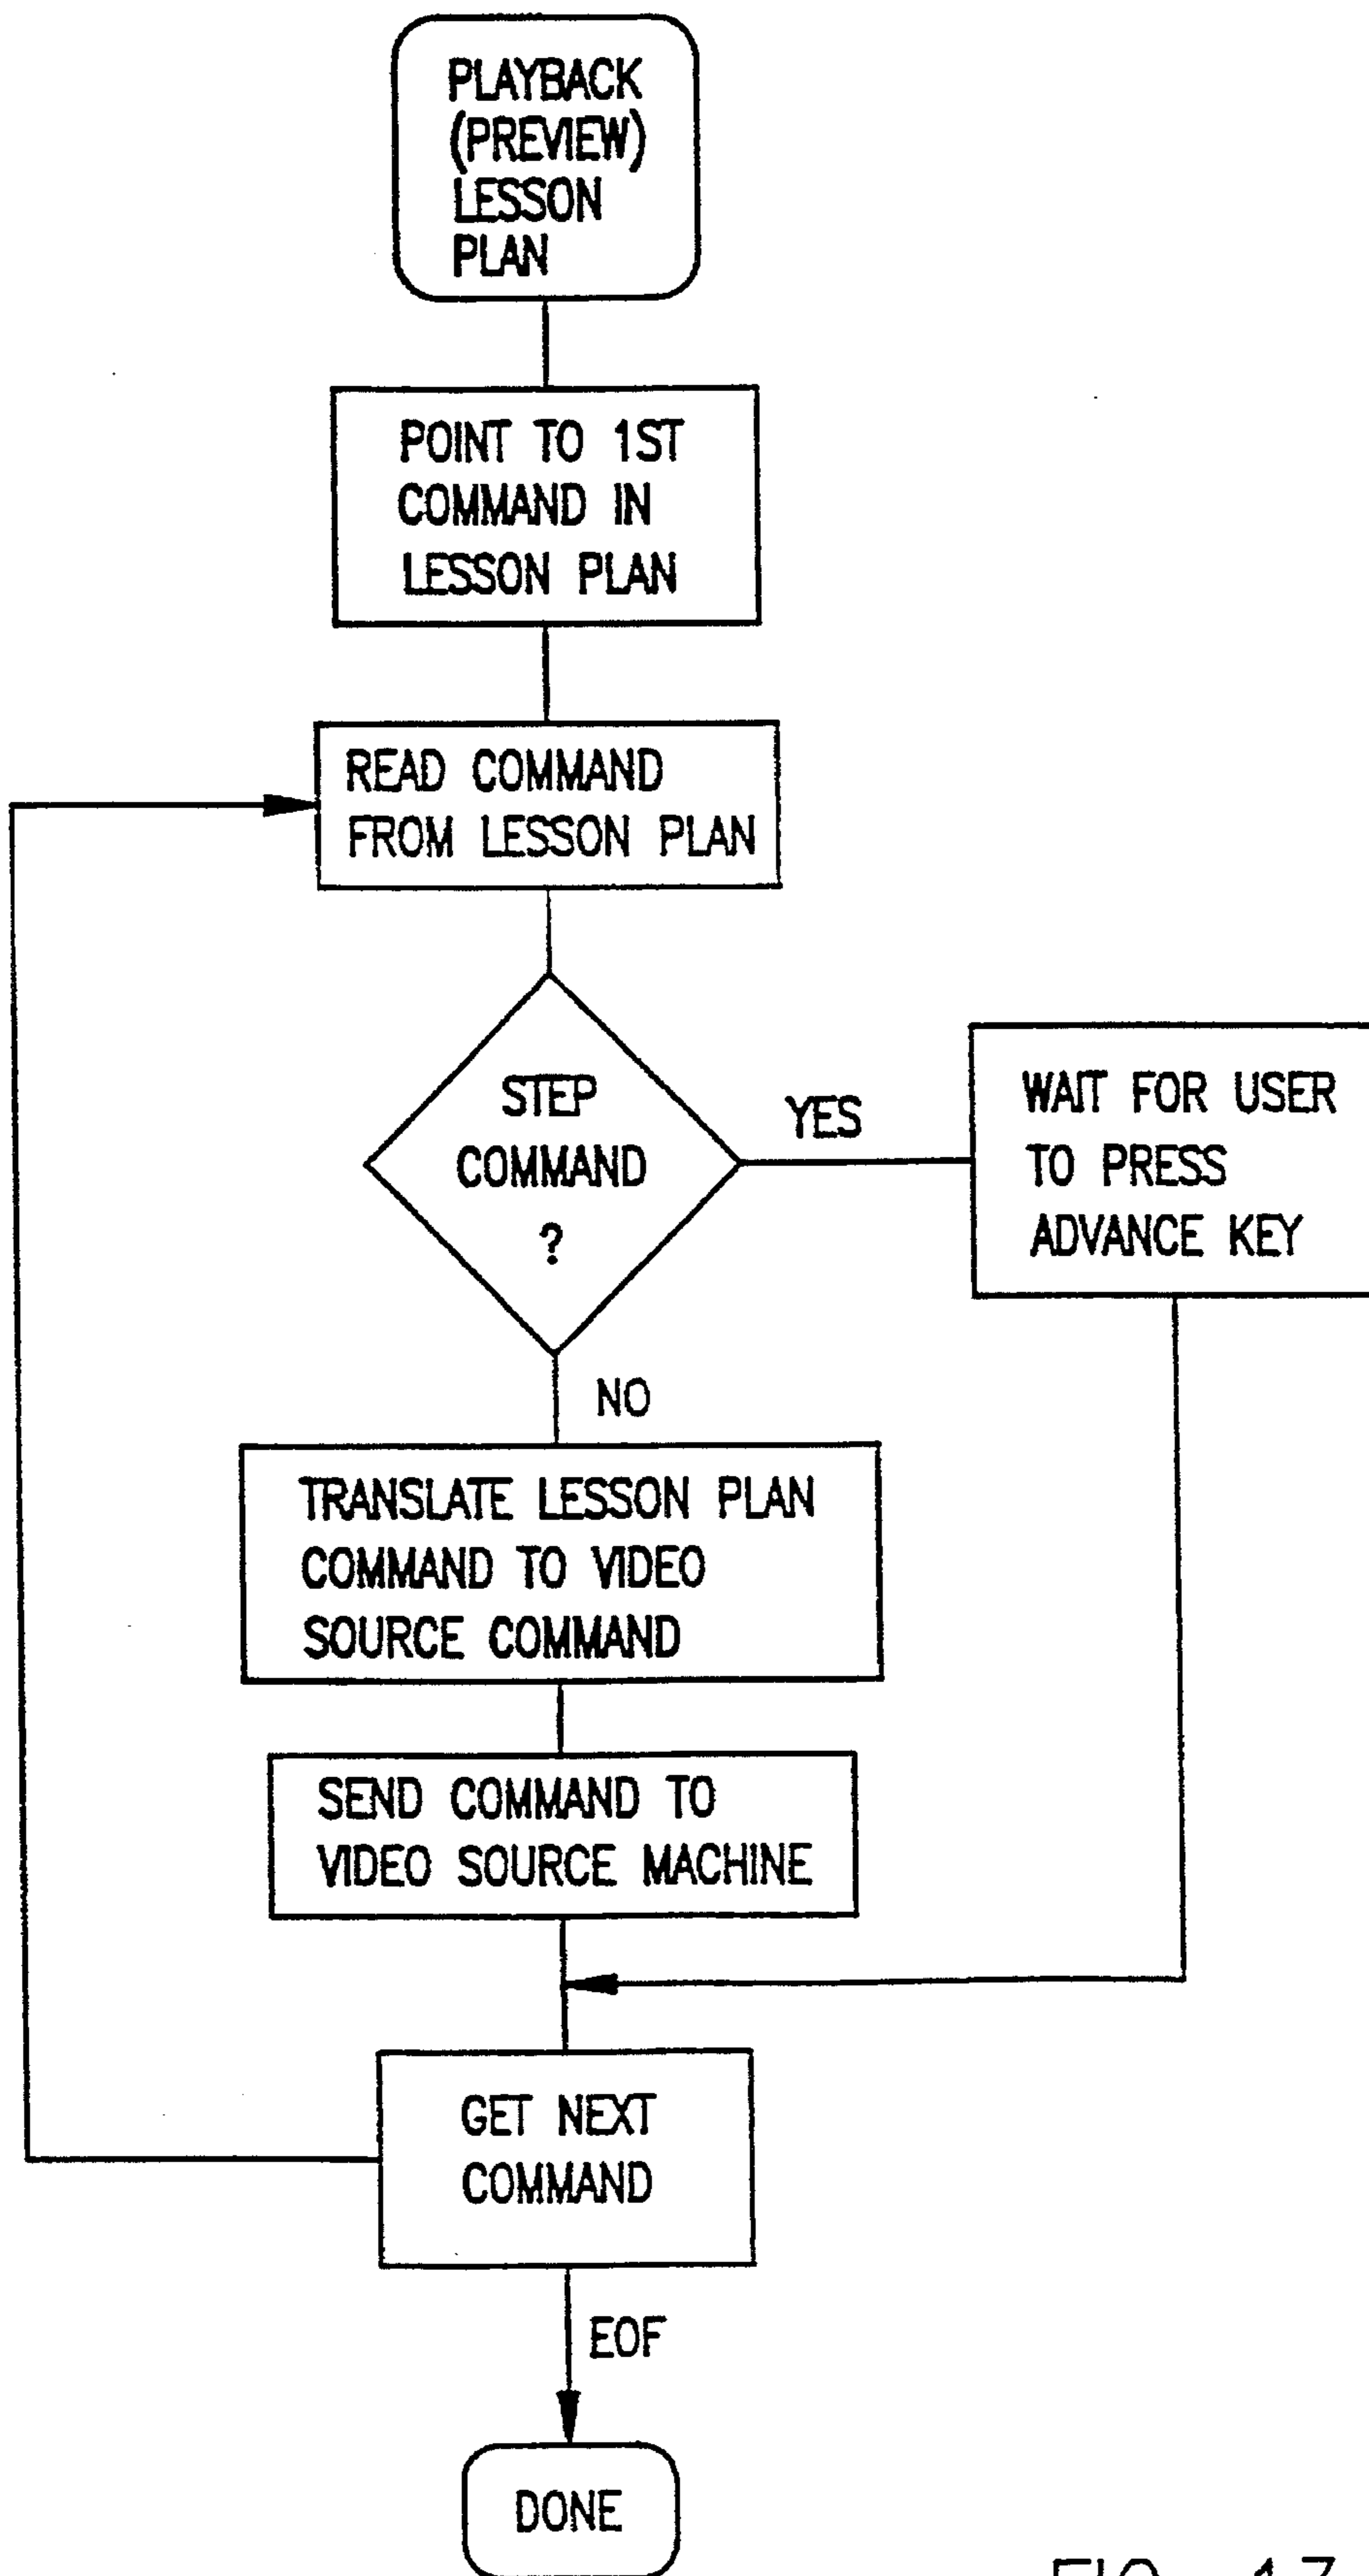 PLAYBACK
(PREVIEW)
LESSON
PLAN
POINT TO 1ST
COMMAND IN
LESSON PLAN
READ COMMAND
FROM LESSON PLAN
STEP
COMMAND
?
YES
WAIT FOR USER
TO PRESS
ADVANCE KEY
NO
TRANSLATE LESSON PLAN
COMMAND TO VIDEO
SOURCE COMMAND
SEND COMMAND TO
VIDEO SOURCE MACHINE
GET NEXT
COMMAND
EOF
DONE